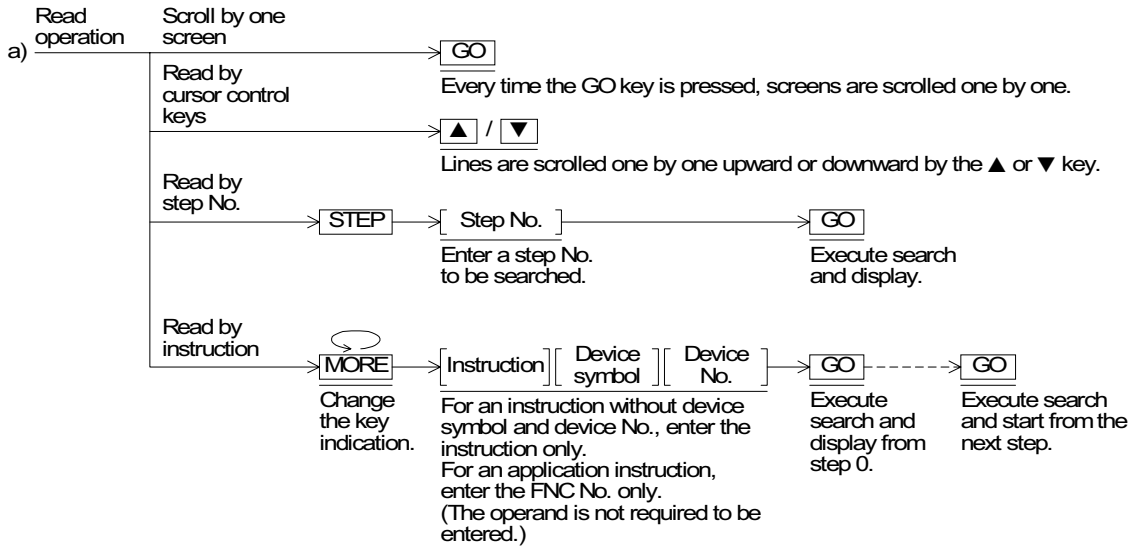 Read
operation
a)
Scroll by one
screen
GO
Every time the GO key is pressed, screens are scrolled one by one.
Read by
cursor control
keys
▲ / ▼
Lines are scrolled one by one upward or downward by the ▲ or ▼ key.
Read by
step No.
STEP
Step No.
GO
Enter a step No.
to be searched.
Execute search
and display.
Read by
instruction
MORE
Instruction
Device
symbol
Device
No.
GO
GO
Change
the key
indication.
For an instruction without device
symbol and device No., enter the
instruction only.
For an application instruction,
enter the FNC No. only.
(The operand is not required to be
entered.)
Execute
search and
display from
step 0.
Execute search
and start from the
next step.